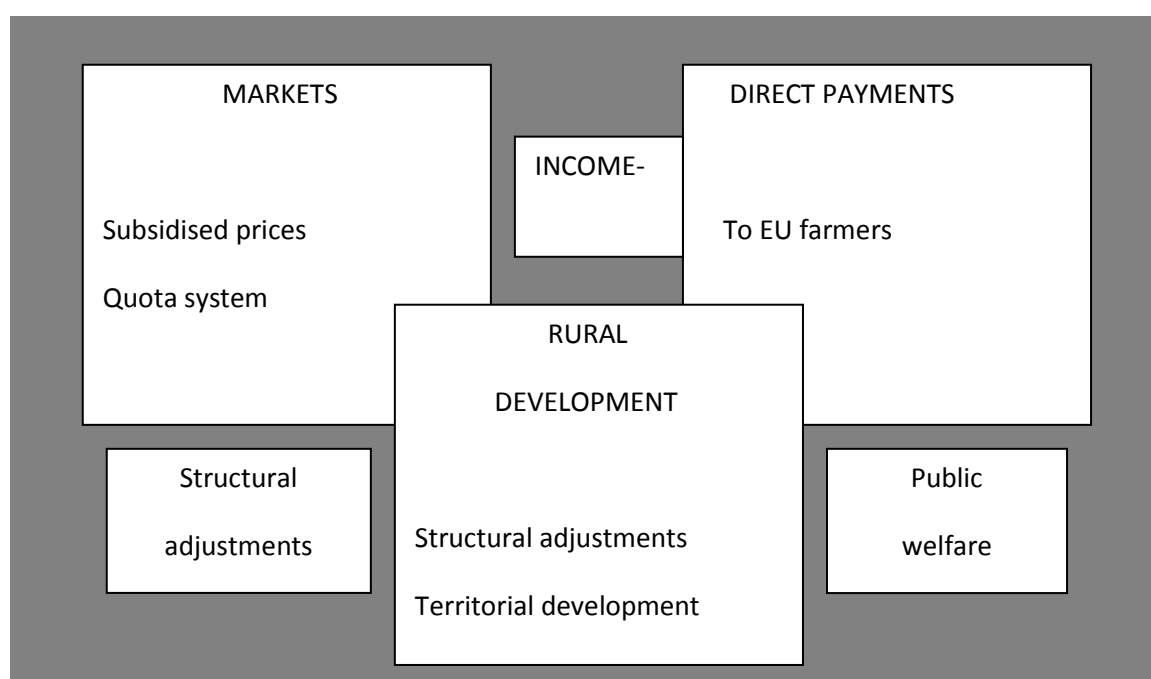 MARKETS
Subsidised prices
Quota system
INCOME-
DIRECT PAYMENTS
To EU farmers
RURAL
DEVELOPMENT
Structural adjustments
Territorial development
Structural
adjustments
Public
welfare